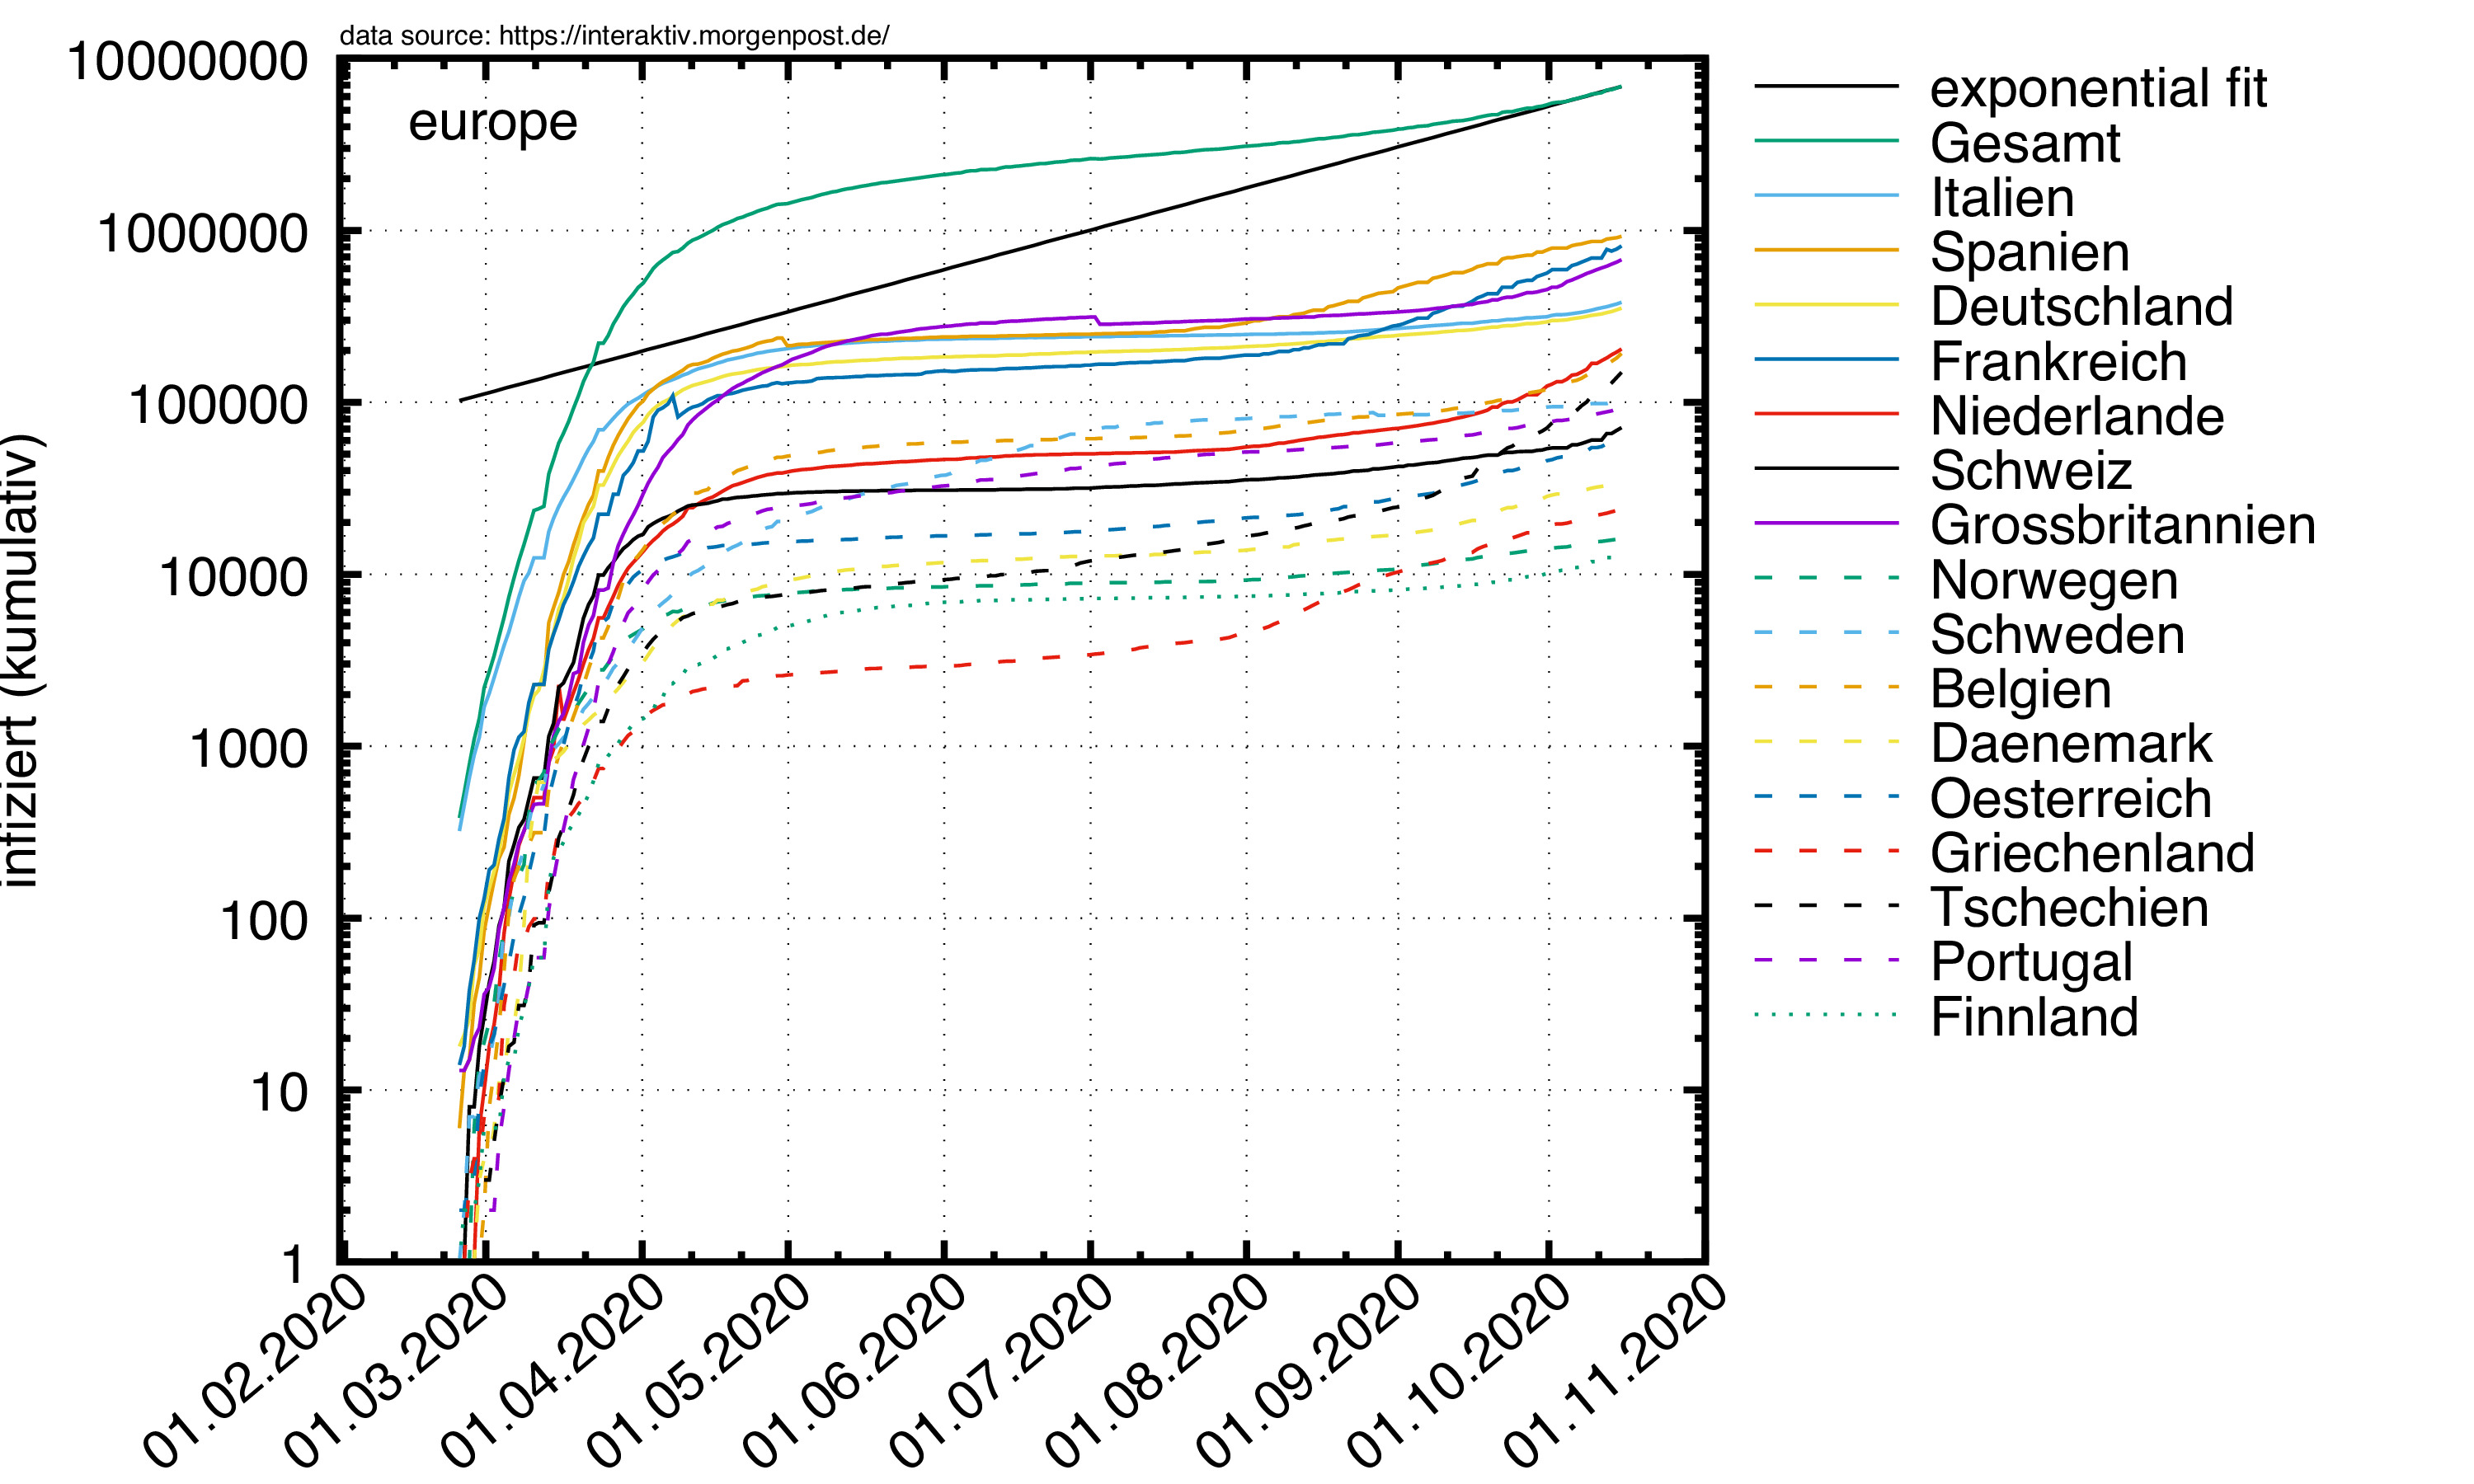 data source: https://interaktiv.morgenpost.de/
europe
infiziert (kumulativ)
10000000
1000000
100000
10000
1000
100
10
1
01.02.2020
01.03.2020
01.04.2020
01.05.2020
01.06.2020
01.07.2020
01.08.2020
01.09.2020
01.10.2020
01.11.2020
exponential fit
Gesamt
Italien
Spanien
Deutschland
Frankreich
Niederlande
Schweiz
Grossbritannien
Norwegen
Schweden
Belgien
Daenemark
Oesterreich
Griechenland
Tschechien
Portugal
Finnland